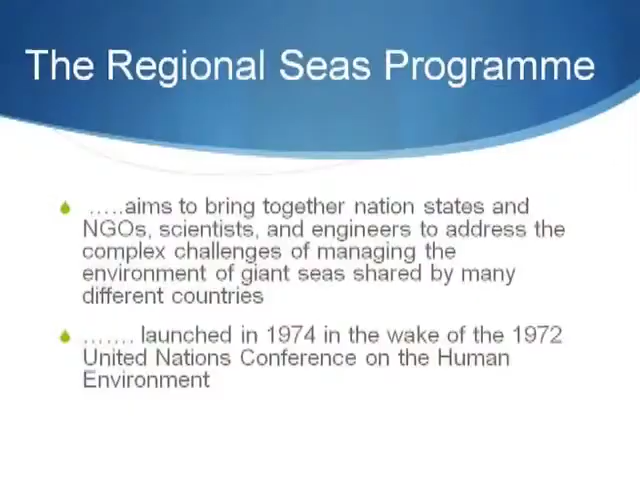 The Regional Seas Programme
…..aims to bring together nation states and
NGOs, scientists, and engineers to address the
complex challenges of managing the
environment of giant seas shared by many
different countries
……. launched in 1974 in the wake of the 1972
United Nations Conference on the Human
Environment